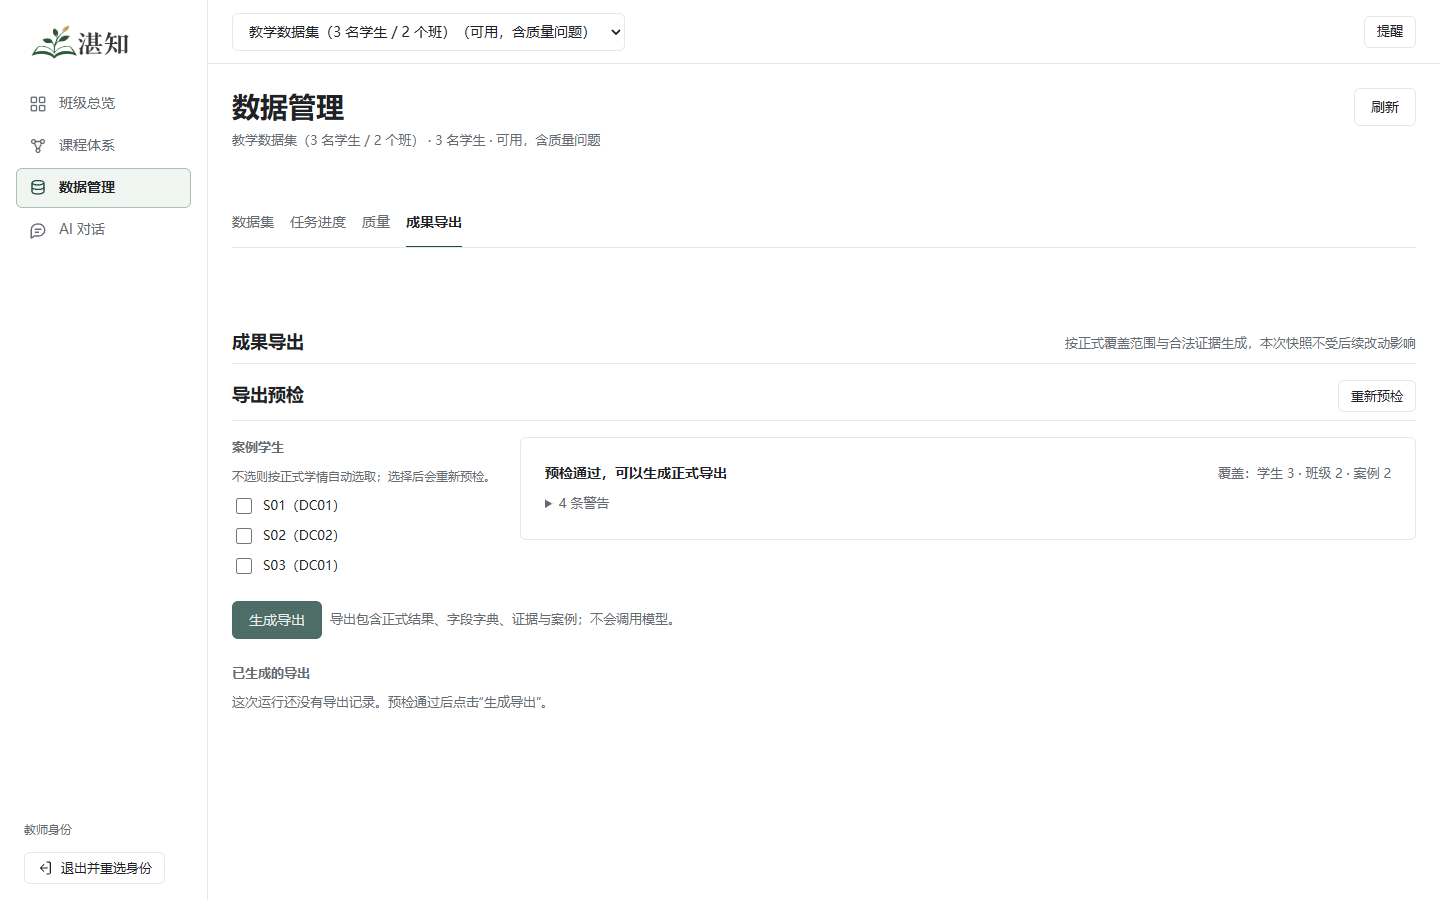 湛知
教学数据集（3 名学生 / 2 个班）（可用，含质量问题）
提醒
班级总览
课程体系
数据管理
AI 对话
数据管理
刷新
教学数据集（3 名学生 / 2 个班） · 3 名学生 · 可用，含质量问题
数据集 任务进度 质量 成果导出
成果导出
按正式覆盖范围与合法证据生成，本次快照不受后续改动影响
导出预检
重新预检
案例学生
不选则按正式学情自动选取；选择后会重新预检。
S01（DC01）
S02（DC02）
S03（DC01）
预检通过，可以生成正式导出
覆盖：学生 3 · 班级 2 · 案例 2
4 条警告
生成导出
导出包含正式结果、字段字典、证据与案例；不会调用模型。
已生成的导出
这次运行还没有导出记录。预检通过后点击“生成导出”。
教师身份
退出并重选身份